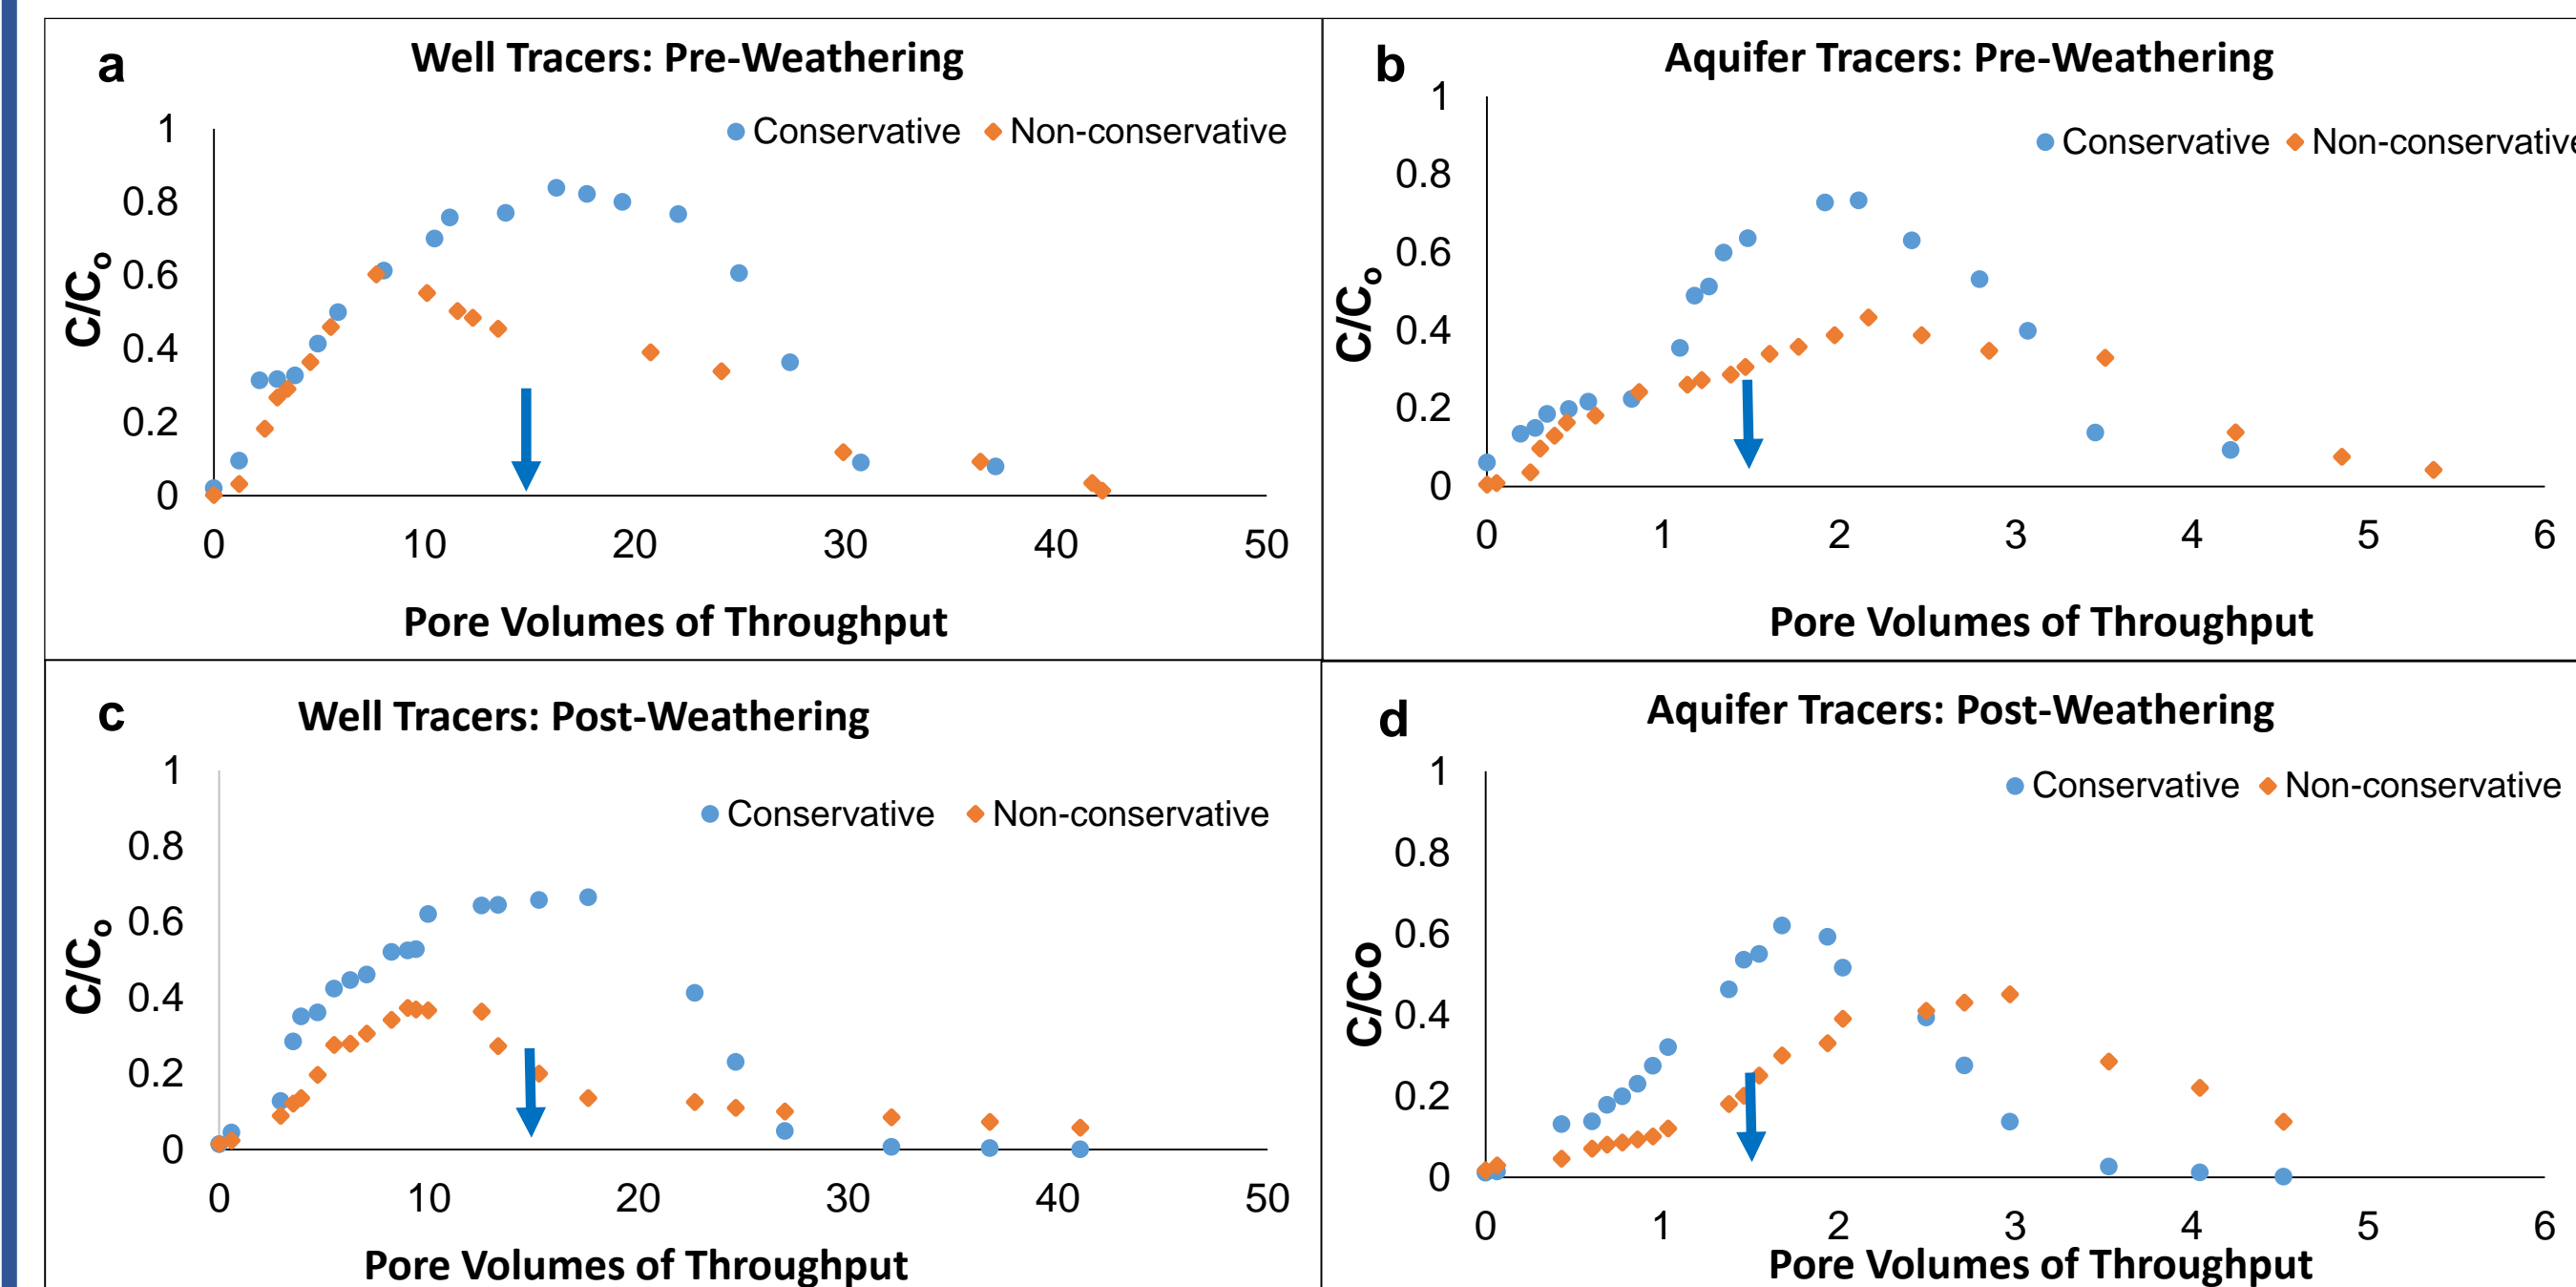 a
Well Tracers: Pre-Weathering
Conservative Non-conservative
1
0.8
0.6
0.4
0.2
0
C/Co
0 10 20 30 40 50
Pore Volumes of Throughput
b
Aquifer Tracers: Pre-Weathering
Conservative Non-conservative
1
0.8
0.6
0.4
0.2
0
C/Co
0 1 2 3 4 5 6
Pore Volumes of Throughput
c
Well Tracers: Post-Weathering
Conservative Non-conservative
1
0.8
0.6
0.4
0.2
0
C/Co
0 10 20 30 40 50
Pore Volumes of Throughput
d
Aquifer Tracers: Post-Weathering
Conservative Non-conservative
1
0.8
0.6
0.4
0.2
0
C/Co
0 1 2 3 4 5 6
Pore Volumes of Throughput